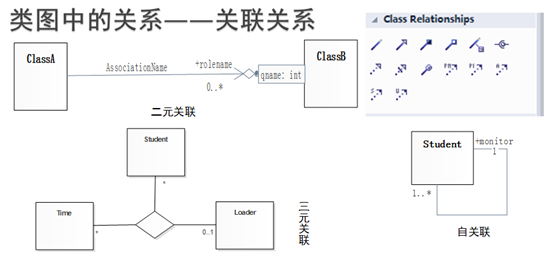 类图中的关系——关联关系
Class Relationships
ClassA
AssociationName
+rolename
0..*
qname: int
ClassB
二元关联
Student
*
Time
*
Loader
0..1
三元关联
Student
+monitor
1
1..*
自关联